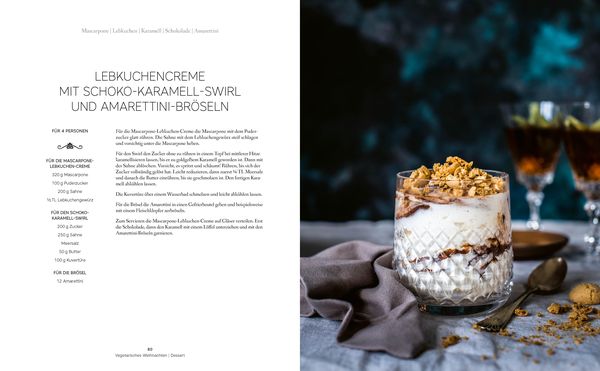 Mascarpone | Lebkuchen | Karamell | Schokolade | Amarettini
LEBKUCHENCREME
MIT SCHOKO-KARAMELL-SWIRL
UND AMARETTINI-BRÖSELN
FÜR 4 PERSONEN
FÜR DIE MASCARPONE-
LEBKUCHEN-CREME
320 g Mascarpone
100 g Puderzucker
200 g Sahne
TL Lebkuchengewürz
FÜR DEN SCHOKO-
KARAMELL-SWIRL
200 g Zucker
250 g Sahne
Meersalz
50 g Butter
100 g Kuvertüre
FÜR DIE BRÖSEL
12 Amarettini
Für die Mascarpone-Lebkuchen-Creme die Mascarpone mit dem Puder-
zucker glatt rühren. Die Sahne mit dem Lebkuchengewürz steif schlagen
und vorsichtig unter die Mascarpone heben.
Für den Swirl den Zucker ohne zu rühren in einem Topf bei mittlerer Hitze
karamellisieren lassen, bis er zu goldgelbem Karamell geworden ist. Dann mit
der Sahne ablöschen. Vorsicht, es spritzt und schäumt! Rühren, bis sich der
Zucker vollständig gelöst hat. Leicht reduzieren, dann zuerst ½ TL Meersalz
und danach die Butter einrühren, bis sie geschmolzen ist. Den fertigen Kara-
mell abkühlen lassen.
Die Kuvertüre über einem Wasserbad schmelzen und leicht abkühlen lassen.
Für die Brösel die Amarettini in einen Gefrierbeutel geben und beispielsweise
mit einem Fleischklopfer zerbröseln.
Zum Servieren die Mascarpone-Lebkuchen-Creme auf Gläser verteilen. Erst
die Schokolade, dann den Karamell mit einem Löffel unterziehen und mit den
Amarettini-Bröseln garnieren.
80
Vegetarisches Weihnachten | Dessert